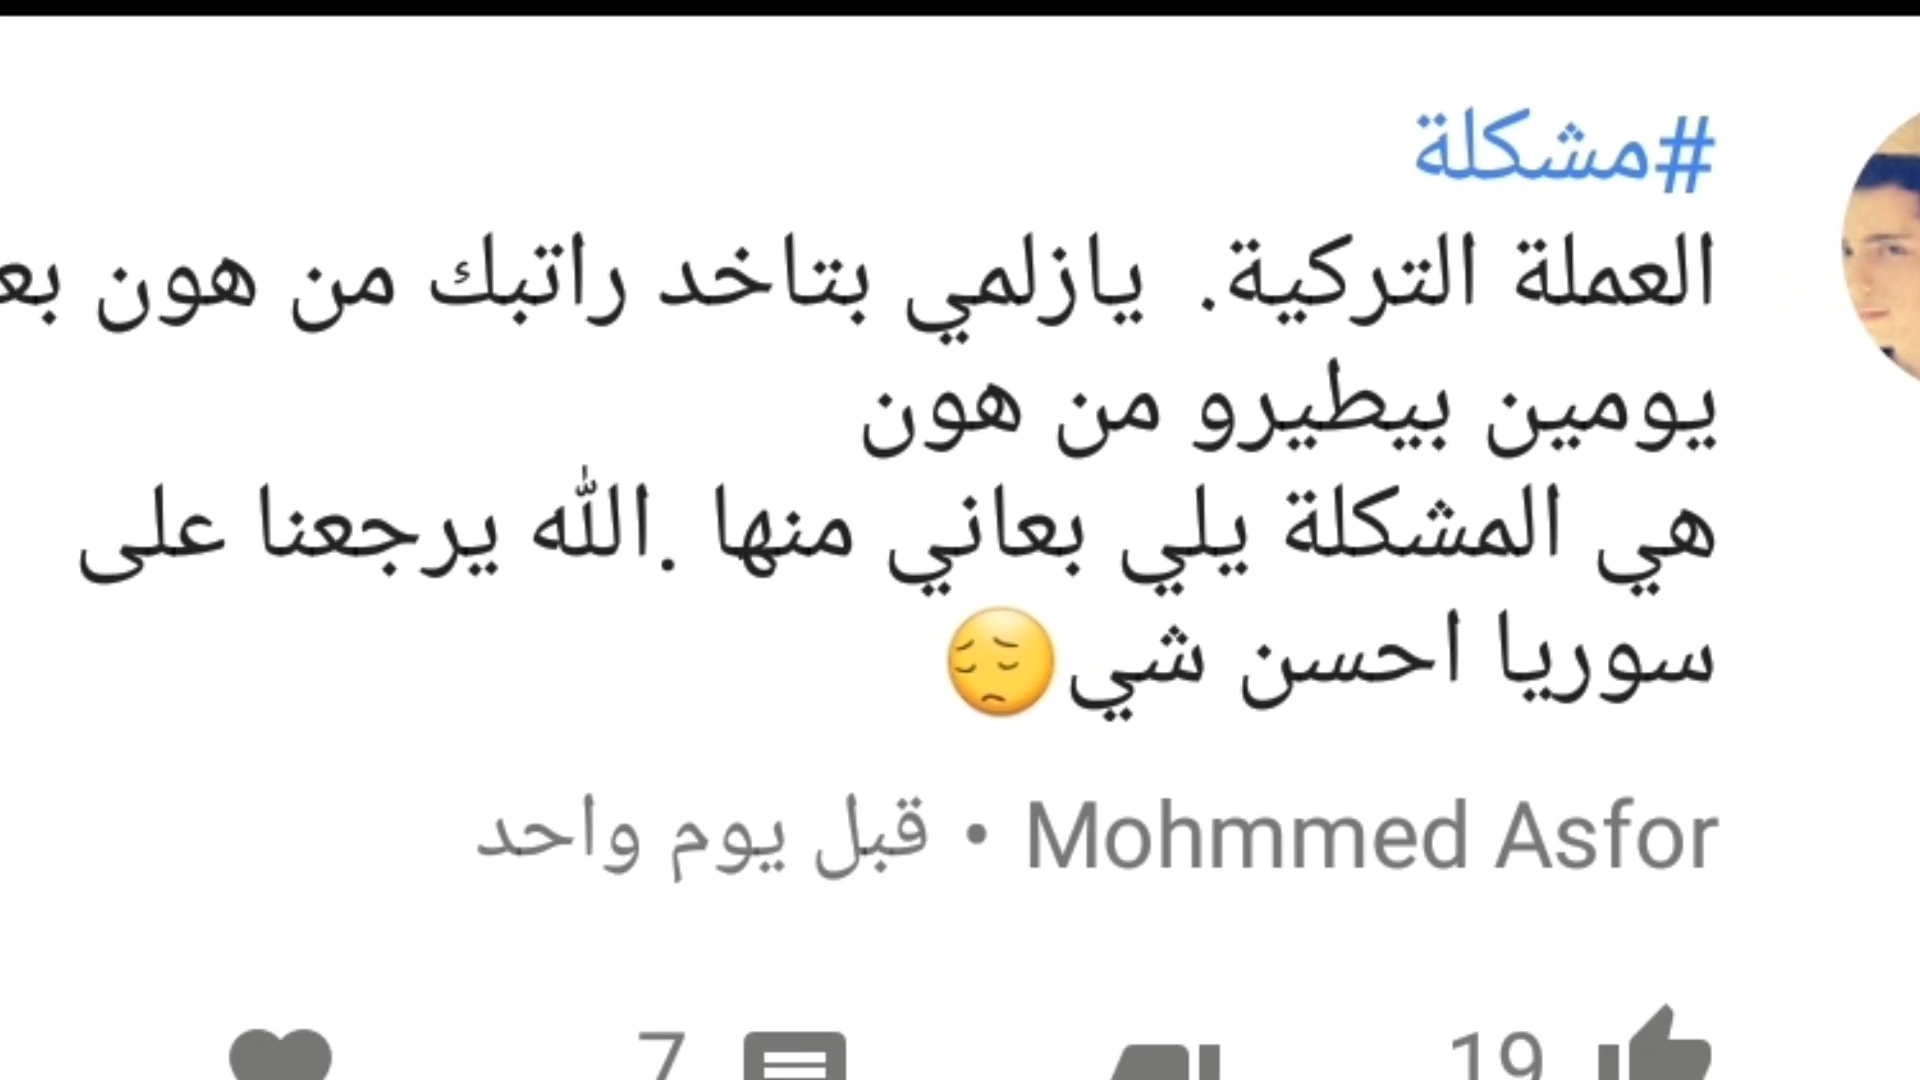 #مشكلة
العملة التركية. يازلمي بتاخد راتبك من هون بع
يومين بيطيرو من هون
هي المشكلة يلي بعاني منها .الله يرجعنا على
سوريا احسن شي😔
Mohmmed Asfor • قبل يوم واحد
19 7